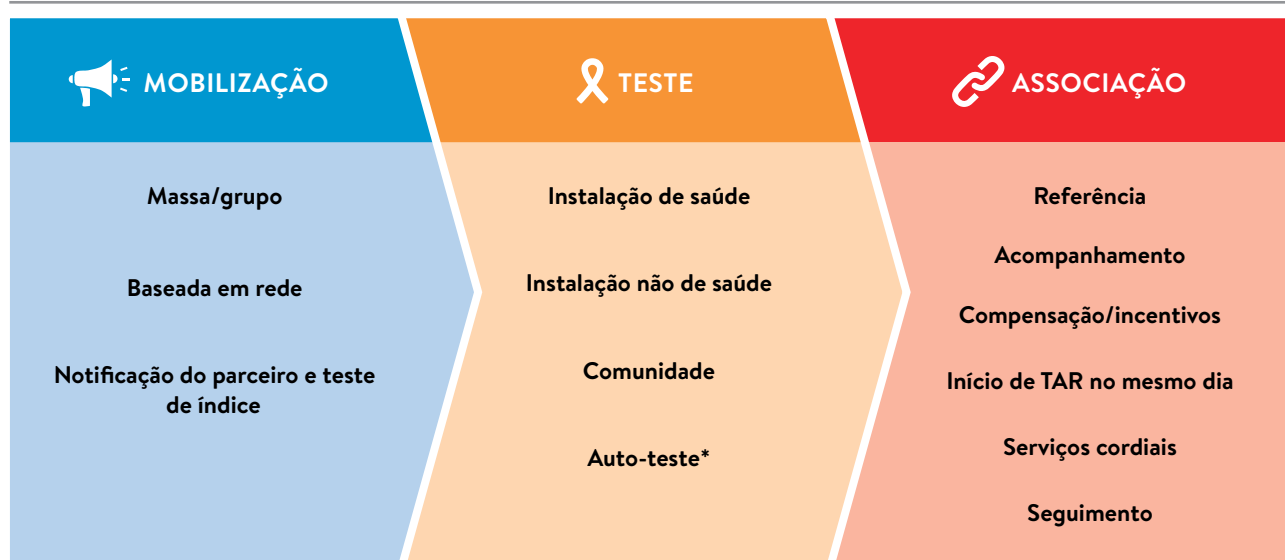 MOBILIZAÇÃO
Massa/grupo
Baseada em rede
Notificação do parceiro e teste
de índice
TESTE
Instalação de saúde
Instalação não de saúde
Comunidade
Auto-teste*
ASSOCIAÇÃO
Referência
Acompanhamento
Compensação/incentivos
Início de TAR no mesmo dia
Serviços cordiais
Seguimento